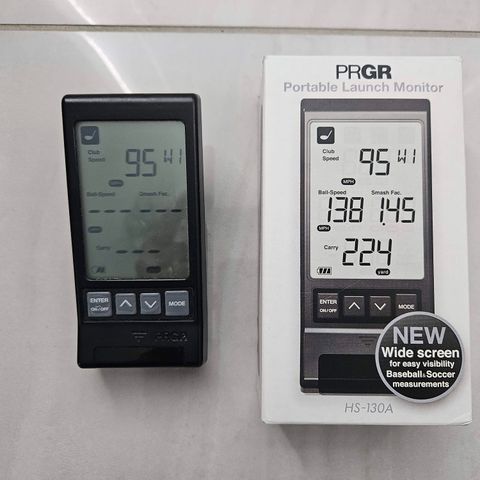 Club
Speed
95 W1
MPH
Ball-Speed Smash Fac.
--- ---
Carry ---
ENTER
ON/OFF
MODE
PRGR
PRGR
Portable Launch Monitor
Club
Speed
95 W1
MPH
Ball-Speed Smash Fac.
138 1.45
MPH
Carry 224
yard
ENTER
ON/OFF
MODE
NEW
Wide screen
for easy visibility
Baseball&Soccer
measurements
HS-130A